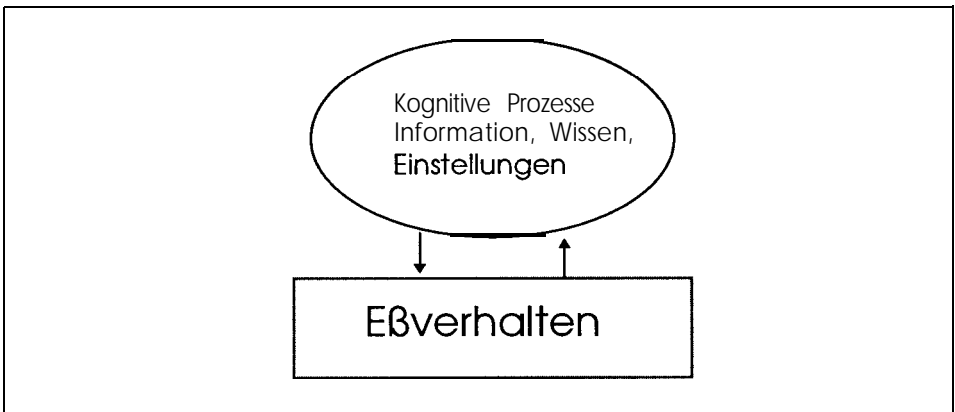 Kognitive Prozesse
Information, Wissen,
Einstellungen
Eßverhalten